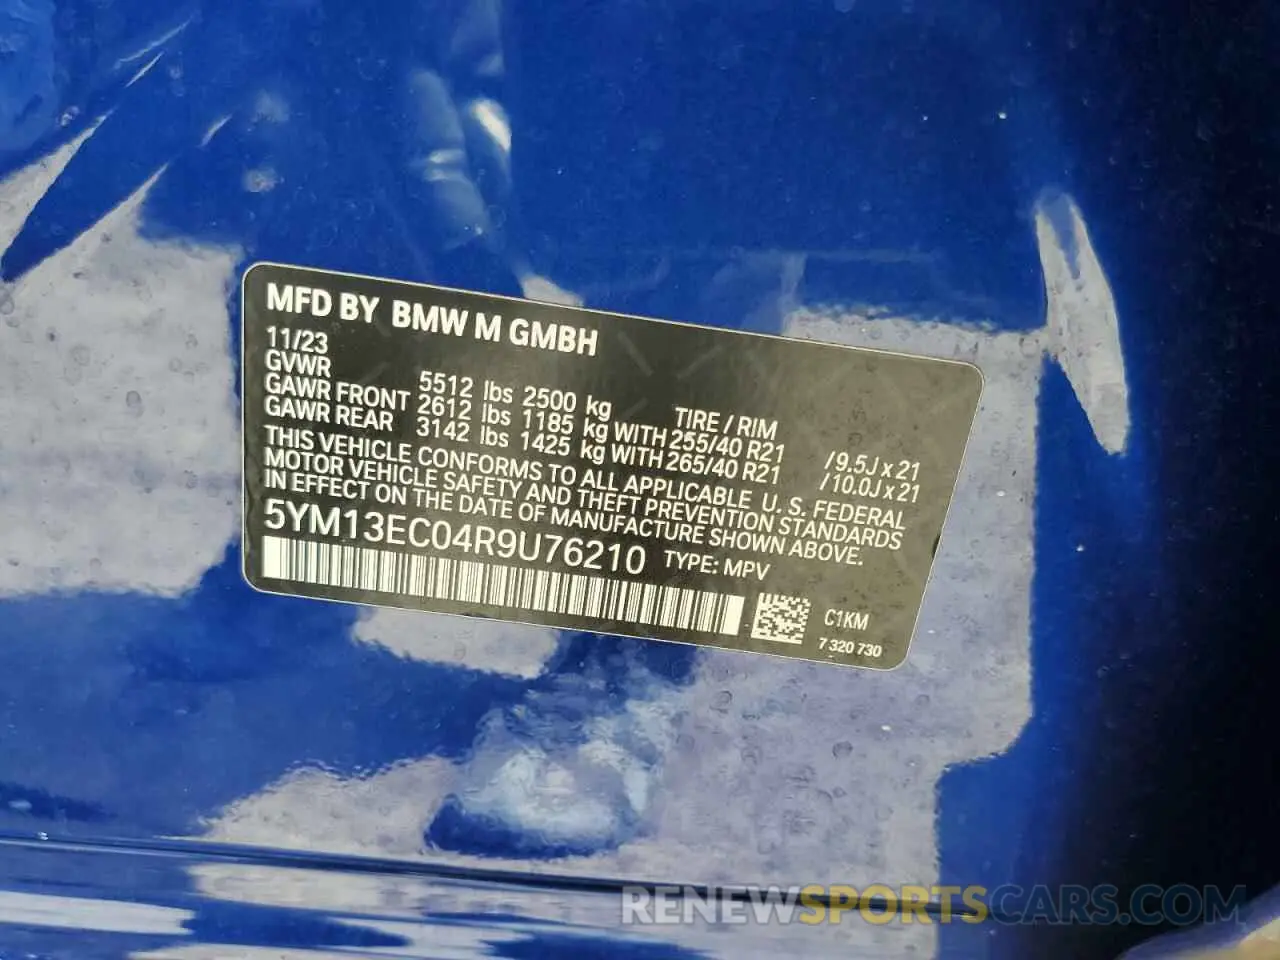 MFD BY BMW M GMBH
11/23
GVWR 5512 lbs 2500 kg TIRE / RIM
GAWR FRONT 2612 lbs 1185 kg WITH 255/40 R21 /9.5J x 21
GAWR REAR 3142 lbs 1425 kg WITH 265/40 R21 /10.0J x 21
THIS VEHICLE CONFORMS TO ALL APPLICABLE U. S. FEDERAL
MOTOR VEHICLE SAFETY AND THEFT PREVENTION STANDARDS
IN EFFECT ON THE DATE OF MANUFACTURE SHOWN ABOVE.
5YM13EC04R9U76210 TYPE: MPV
C1KM
7 320 730
RENEWSPORTSCARS.COM